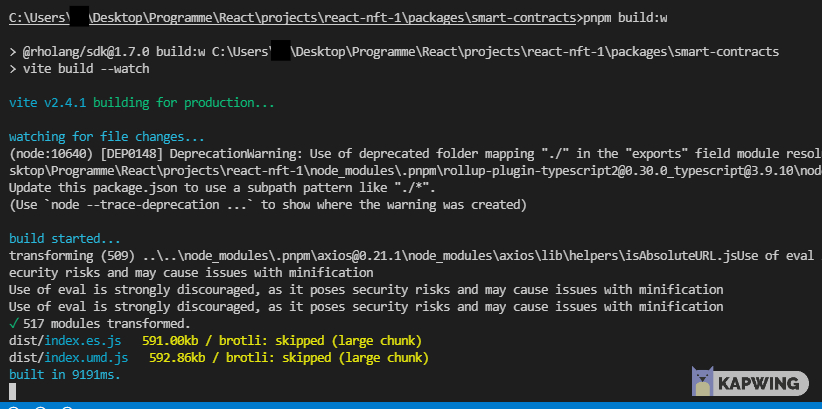 C:\Users\ \Desktop\Programme\React\projects\react-nft-1\packages\smart-contracts>pnpm build:w
> @rholang/sdk@1.7.0 build:w C:\Users\ \Desktop\Programme\React\projects\react-nft-1\packages\smart-contracts
> vite build --watch
vite v2.4.1 building for production...
watching for file changes...
(node:10640) [DEP0148] DeprecationWarning: Use of deprecated folder mapping "./" in the "exports" field module resol
sktop\Programme\React\projects\react-nft-1\node_modules\.pnpm\rollup-plugin-typescript2@0.30.0_typescript@3.9.10\nod
Update this package.json to use a subpath pattern like "./*".
(Use `node --trace-deprecation ...` to show where the warning was created)
build started...
transforming (509) ..\..\node_modules\.pnpm\axios@0.21.1\node_modules\axios\lib\helpers\isAbsoluteURL.jsUse of eval
ecurity risks and may cause issues with minification
Use of eval is strongly discouraged, as it poses security risks and may cause issues with minification
Use of eval is strongly discouraged, as it poses security risks and may cause issues with minification
✓ 517 modules transformed.
dist/index.es.js 591.00kb / brotli: skipped (large chunk)
dist/index.umd.js 592.86kb / brotli: skipped (large chunk)
built in 9191ms.
KAPWING